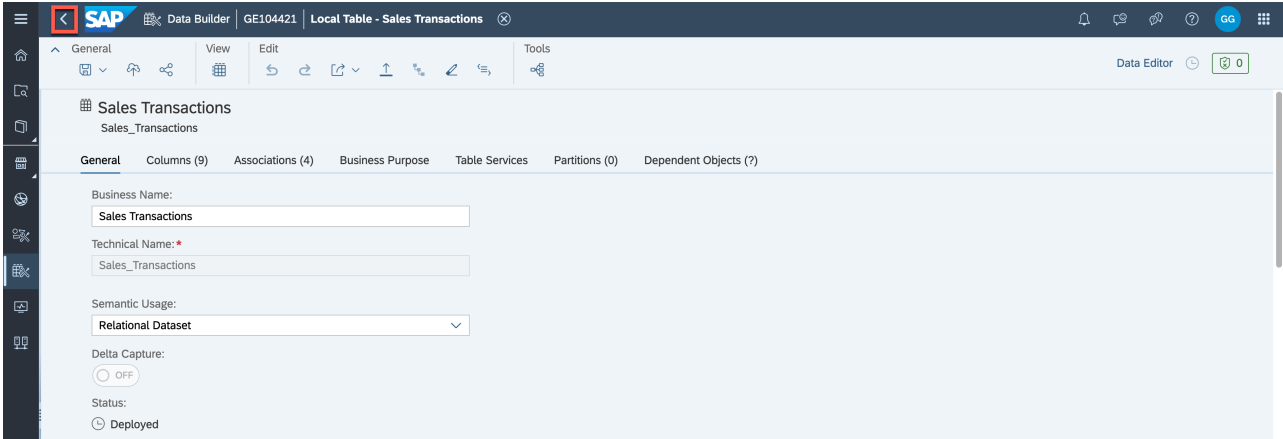 SAP Data Builder GE104421 Local Table - Sales Transactions GG
General View Edit Tools
Data Editor 0
Sales Transactions
Sales_Transactions
General Columns (9) Associations (4) Business Purpose Table Services Partitions (0) Dependent Objects (?)
Business Name:
Sales Transactions
Technical Name:*
Sales_Transactions
Semantic Usage:
Relational Dataset
Delta Capture:
OFF
Status:
Deployed